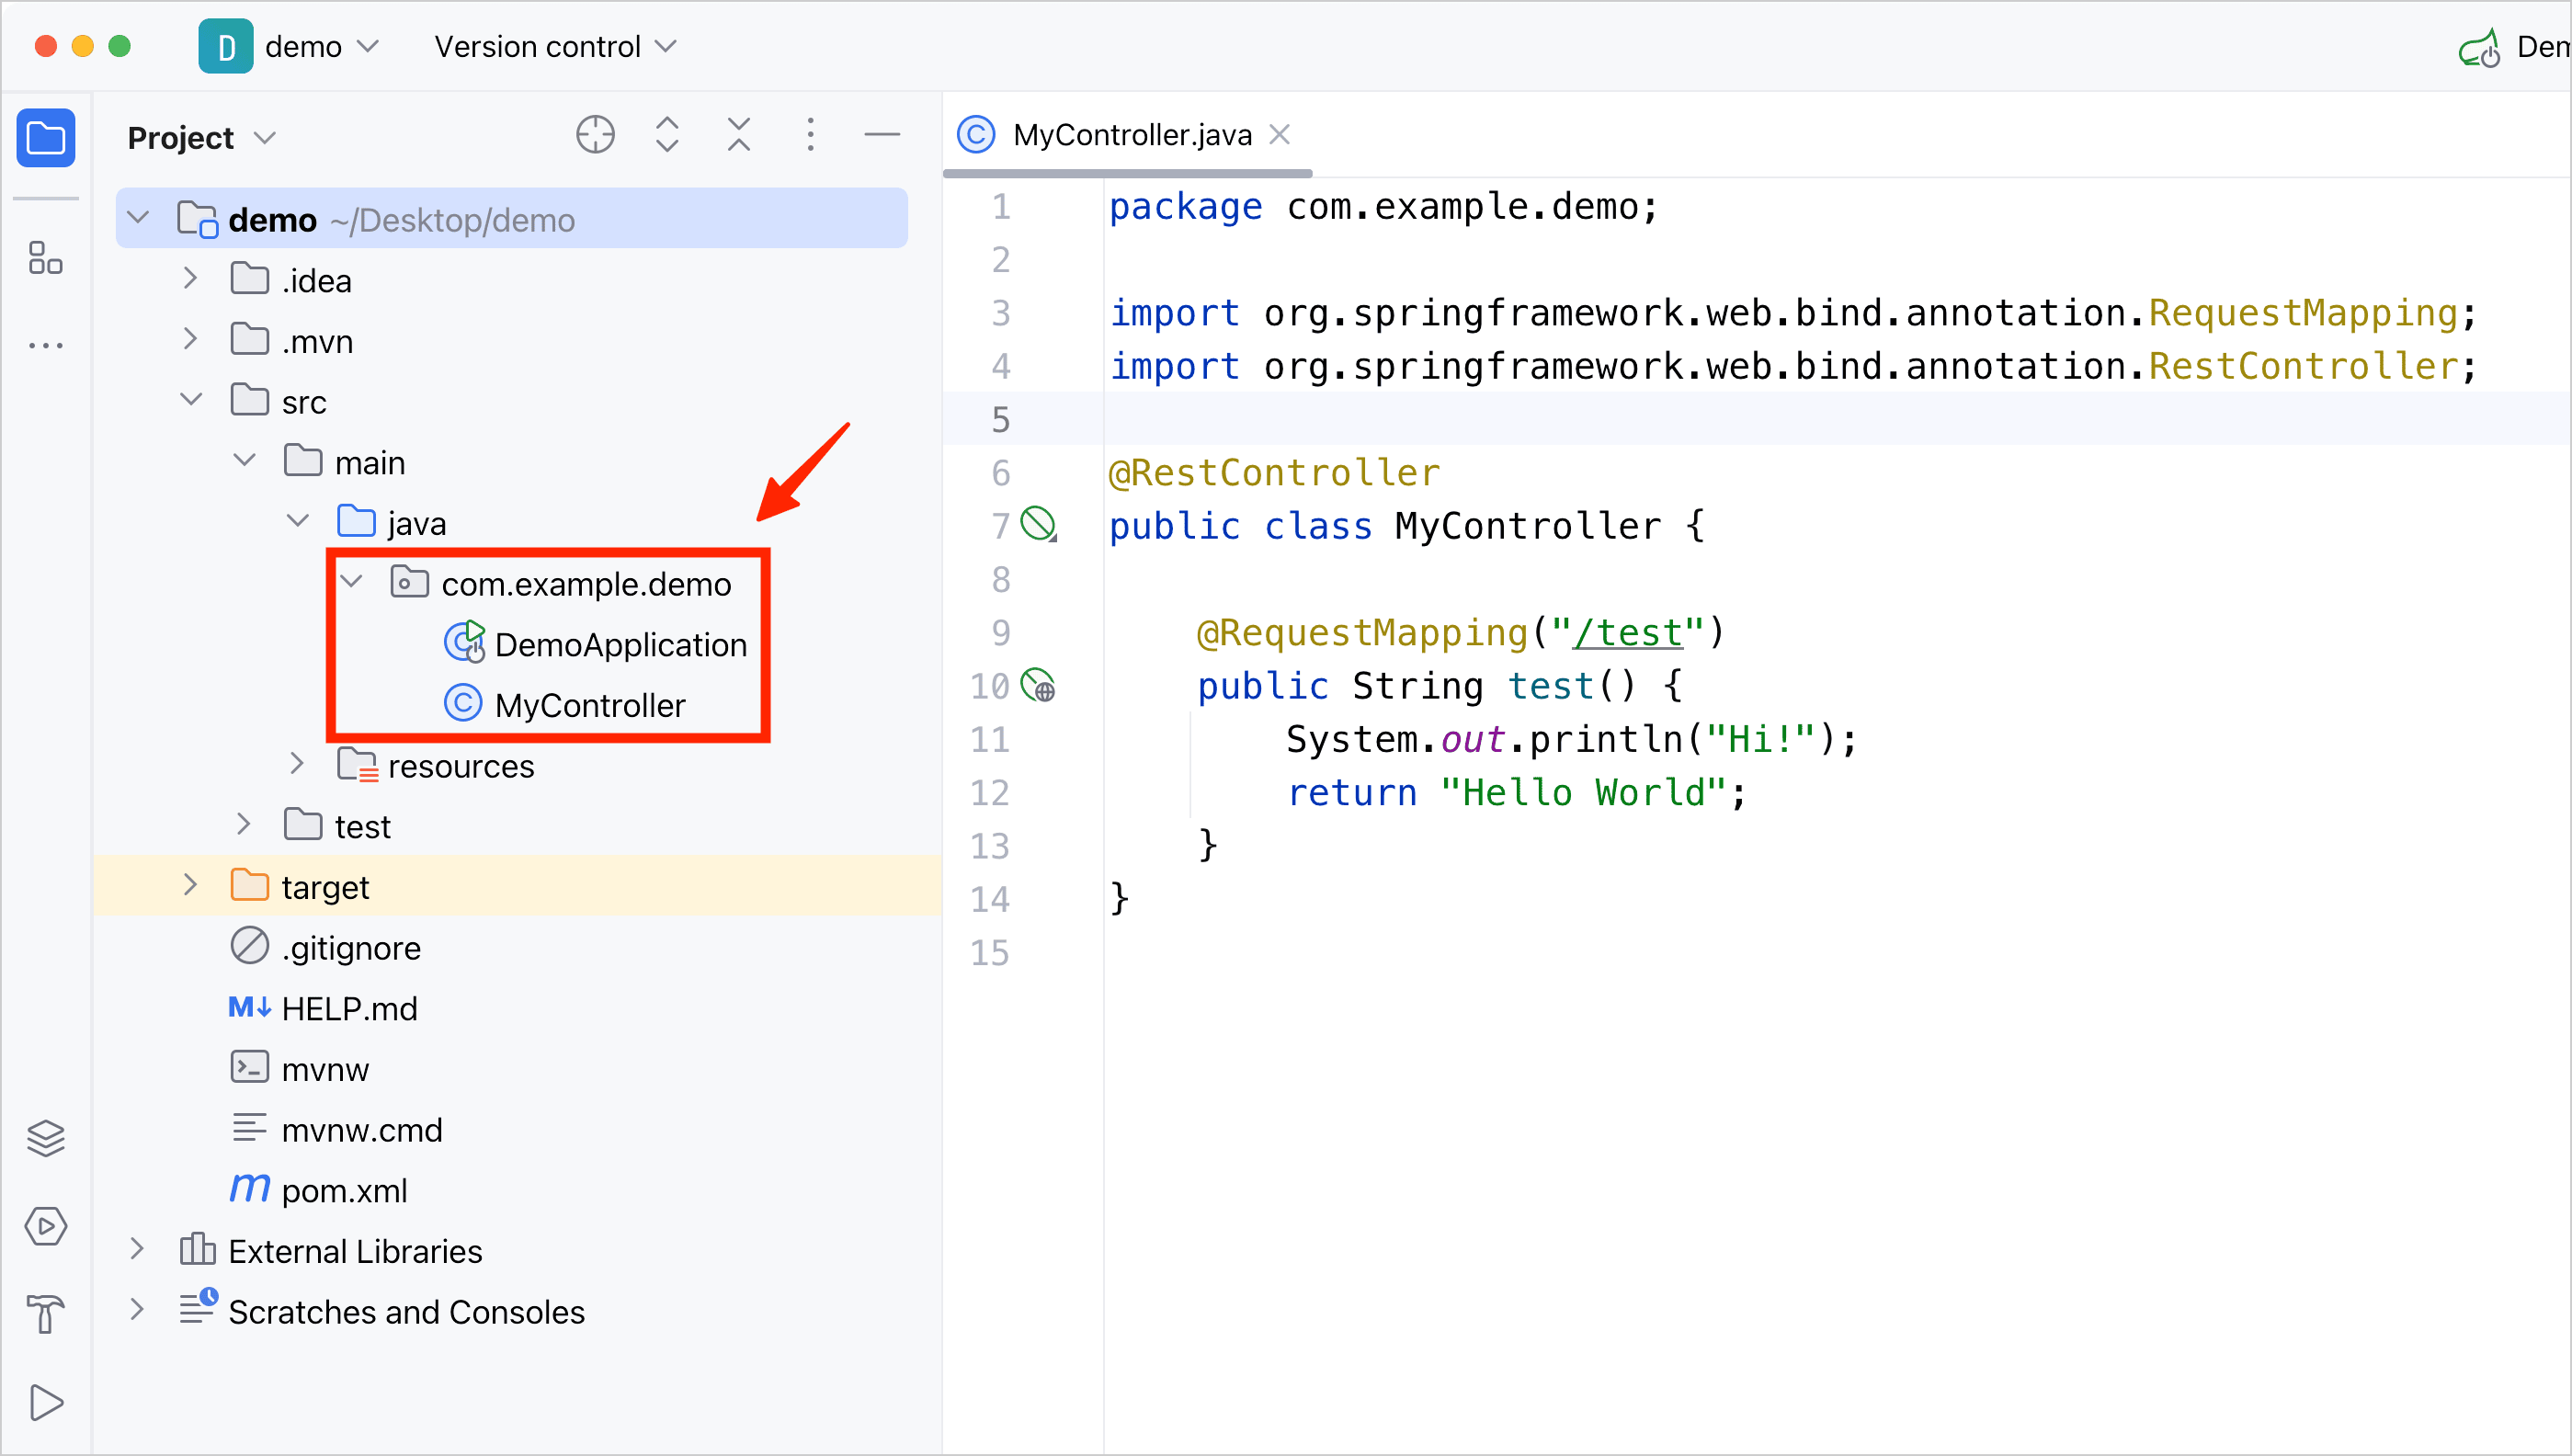 D demo Version control Dem
Project
demo ~/Desktop/demo
.idea
.mvn
src
main
java
com.example.demo
DemoApplication
MyController
resources
test
target
.gitignore
M↓ HELP.md
mvnw
mvnw.cmd
m pom.xml
External Libraries
Scratches and Consoles
C MyController.java
1 package com.example.demo;
2
3 import org.springframework.web.bind.annotation.RequestMapping;
4 import org.springframework.web.bind.annotation.RestController;
5
6 @RestController
7 public class MyController {
8
9 @RequestMapping("/test")
10 public String test() {
11 System.out.println("Hi!");
12 return "Hello World";
13 }
14 }
15